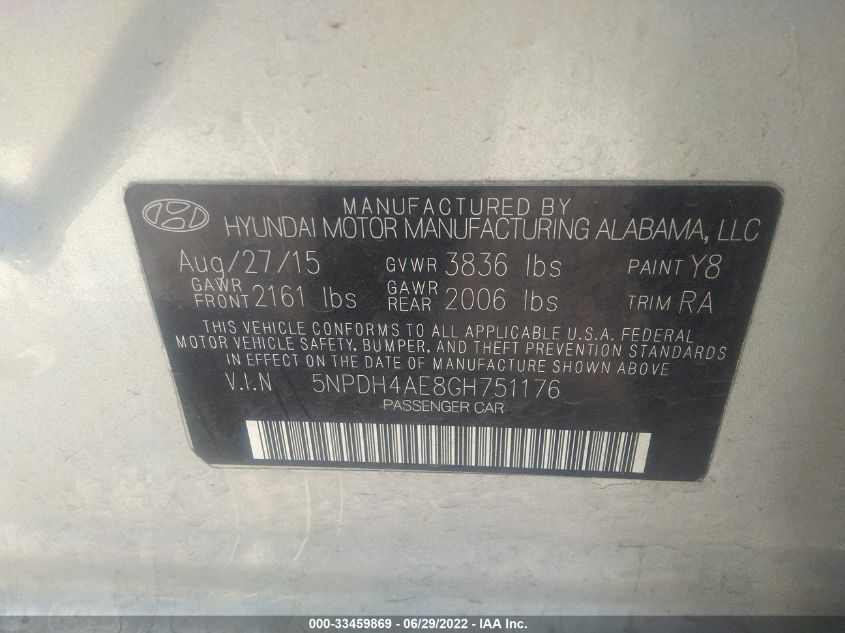 MANUFACTURED BY
HYUNDAI MOTOR MANUFACTURING ALABAMA, LLC
Aug/27/15 GVWR 3836 lbs PAINT Y8
GAWR FRONT 2161 lbs GAWR REAR 2006 lbs TRIM RA
THIS VEHICLE CONFORMS TO ALL APPLICABLE U.S.A. FEDERAL
MOTOR VEHICLE SAFETY, BUMPER, AND THEFT PREVENTION STANDARDS
IN EFFECT ON THE DATE OF MANUFACTURE SHOWN ABOVE.
V.I.N 5NPDH4AE8GH751176
PASSENGER CAR
000-33459869 - 06/29/2022 - IAA Inc.